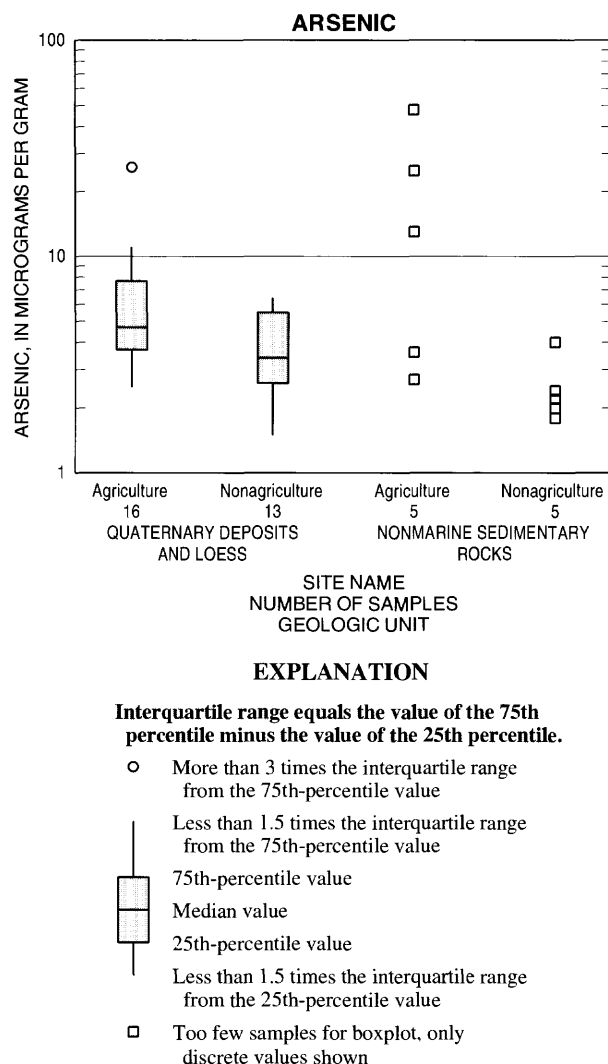 ARSENIC
100
10
1
ARSENIC, IN MICROGRAMS PER GRAM
Agriculture Nonagriculture Agriculture Nonagriculture
16 13 5 5
QUATERNARY DEPOSITS NONMARINE SEDIMENTARY
AND LOESS ROCKS
SITE NAME
NUMBER OF SAMPLES
GEOLOGIC UNIT
EXPLANATION
Interquartile range equals the value of the 75th
percentile minus the value of the 25th percentile.
More than 3 times the interquartile range
from the 75th-percentile value
Less than 1.5 times the interquartile range
from the 75th-percentile value
75th-percentile value
Median value
25th-percentile value
Less than 1.5 times the interquartile range
from the 25th-percentile value
Too few samples for boxplot, only
discrete values shown